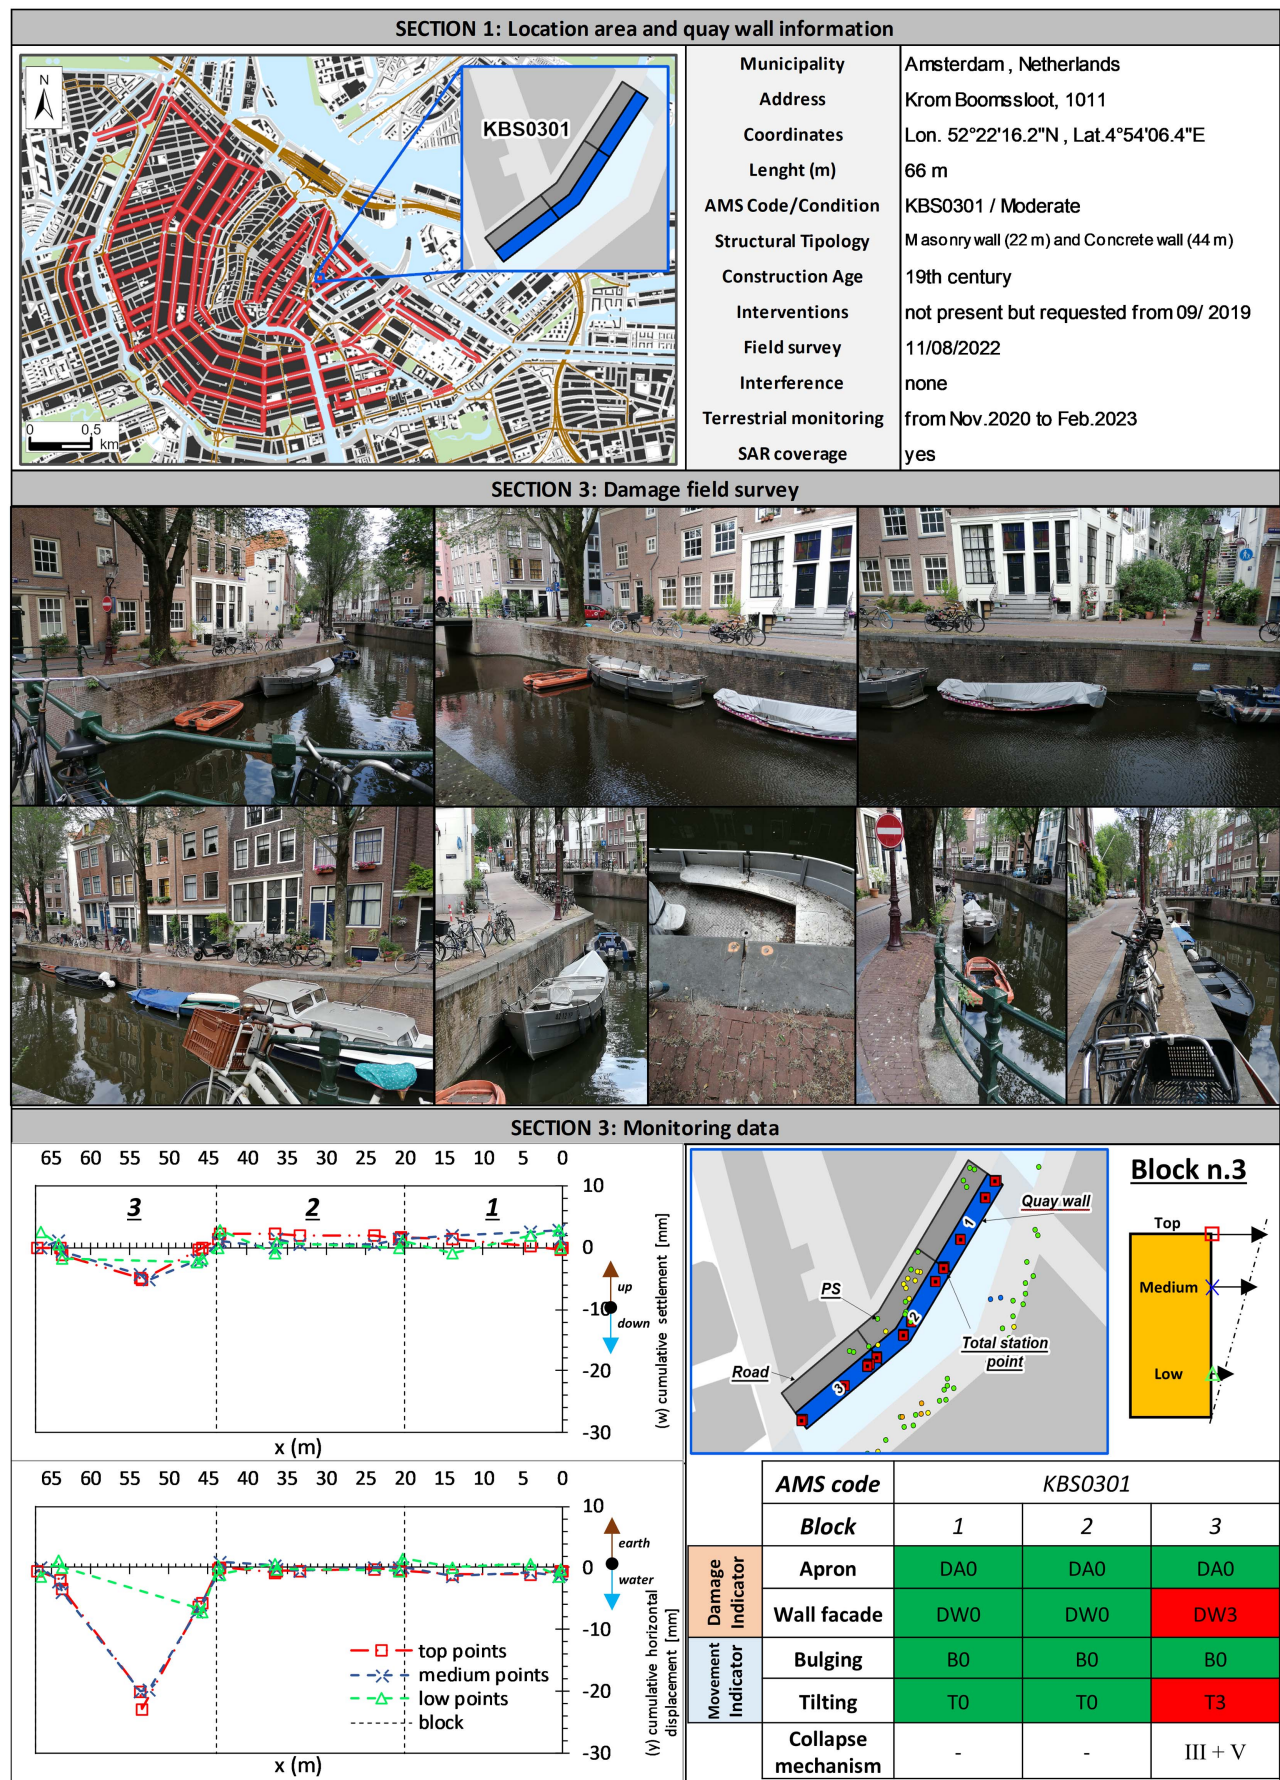 SECTION 1: Location area and quay wall information
N
KBS0301
0 0,5
km
Municipality Amsterdam , Netherlands
Address Krom Boomssloot, 1011
Coordinates Lon. 52°22'16.2"N , Lat.4°54'06.4"E
Lenght (m) 66 m
AMS Code/Condition KBS0301 / Moderate
Structural Tipology Masonry wall (22 m) and Concrete wall (44 m)
Construction Age 19th century
Interventions not present but requested from 09/ 2019
Field survey 11/08/2022
Interference none
Terrestrial monitoring from Nov.2020 to Feb.2023
SAR coverage yes
SECTION 3: Damage field survey
SECTION 3: Monitoring data
65 60 55 50 45 40 35 30 25 20 15 10 5 0
3 2 1
10
0
-10
-20
-30
up
down
(w) cumulative settlement [mm]
x (m)
65 60 55 50 45 40 35 30 25 20 15 10 5 0
10
0
-10
-20
-30
earth
water
(y) cumulative horizontal
displacement [mm]
top points
medium points
low points
block
x (m)
Quay wall
1
PS
2
Total station
point
Road
3
Block n.3
Top
Medium
Low
AMS code KBS0301
Block 1 2 3
Damage
Indicator
Apron DA0 DA0 DA0
Wall facade DW0 DW0 DW3
Movement
Indicator
Bulging B0 B0 B0
Tilting T0 T0 T3
Collapse
mechanism - - III + V